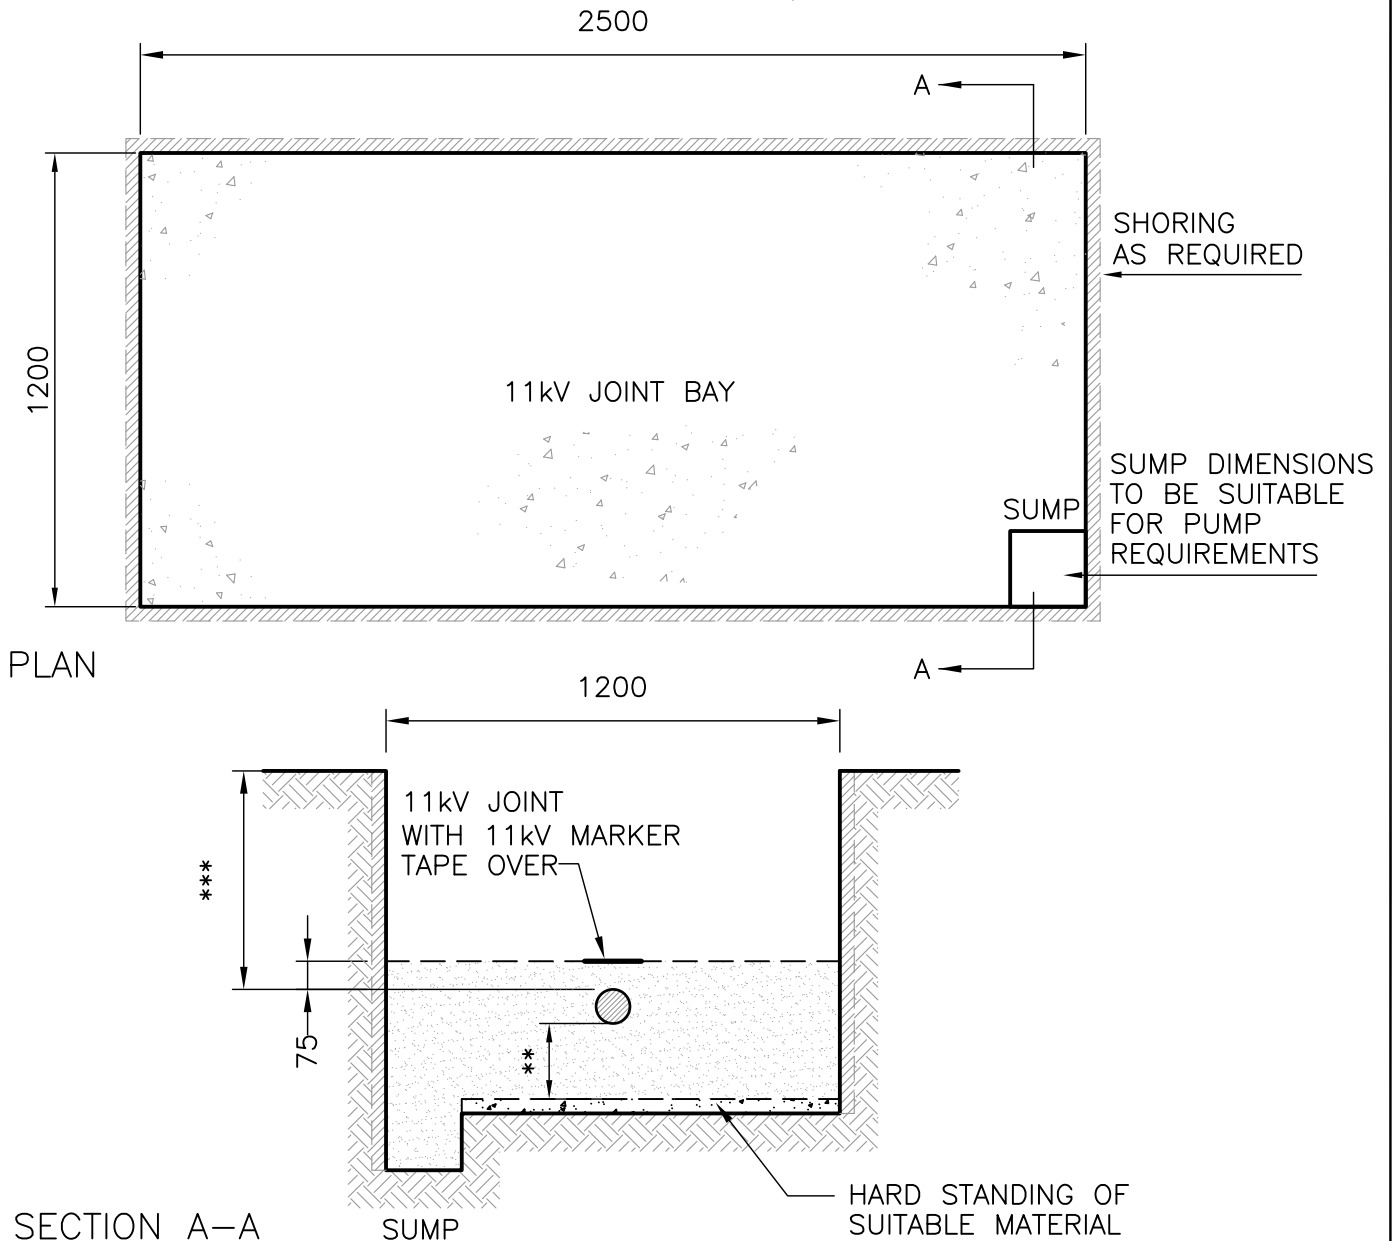 2500
A
SHORING
AS REQUIRED
1200
11kV JOINT BAY
SUMP DIMENSIONS
TO BE SUITABLE
FOR PUMP
REQUIREMENTS
SUMP
PLAN
A
1200
11kV JOINT
WITH 11kV MARKER
TAPE OVER
***
75
**
HARD STANDING OF
SUITABLE MATERIAL
SECTION A-A
SUMP